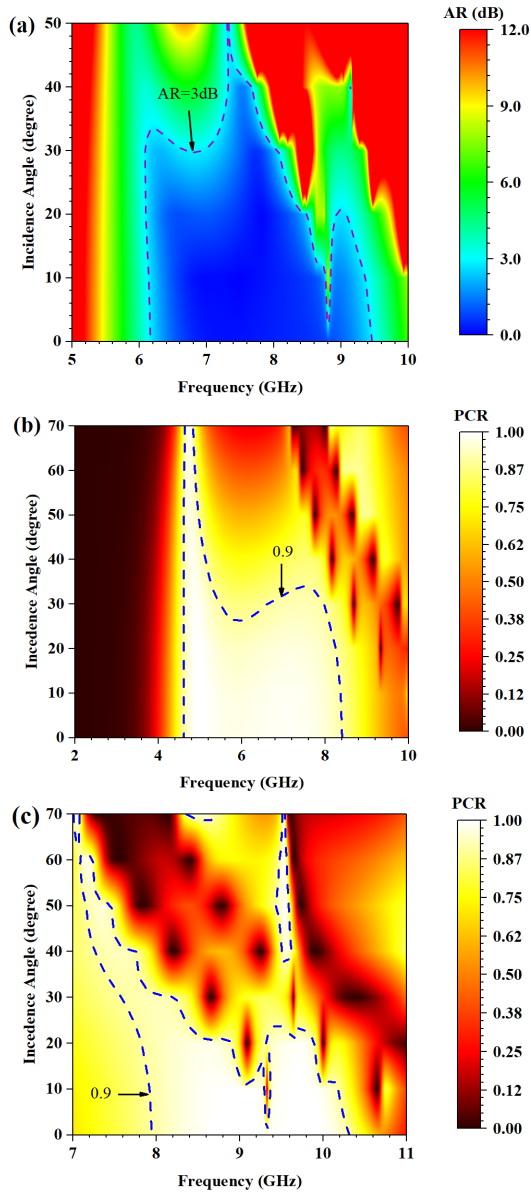 (a)
AR (dB)
50
40
30
20
10
0
Incidence Angle (degree)
AR=3dB
5 6 7 8 9 10
Frequency (GHz)
12.0
9.0
6.0
3.0
0.0
(b)
PCR
70
60
50
40
30
20
10
0
Incedence Angle (degree)
0.9
2 4 6 8 10
Frequency (GHz)
1.00
0.87
0.75
0.62
0.52
0.37
0.25
0.12
0.00
(c)
PCR
70
60
50
40
30
20
10
0
Incedence Angle (degree)
0.9
7 8 9 10 11
Frequency (GHz)
1.00
0.87
0.75
0.62
0.52
0.37
0.25
0.12
0.00